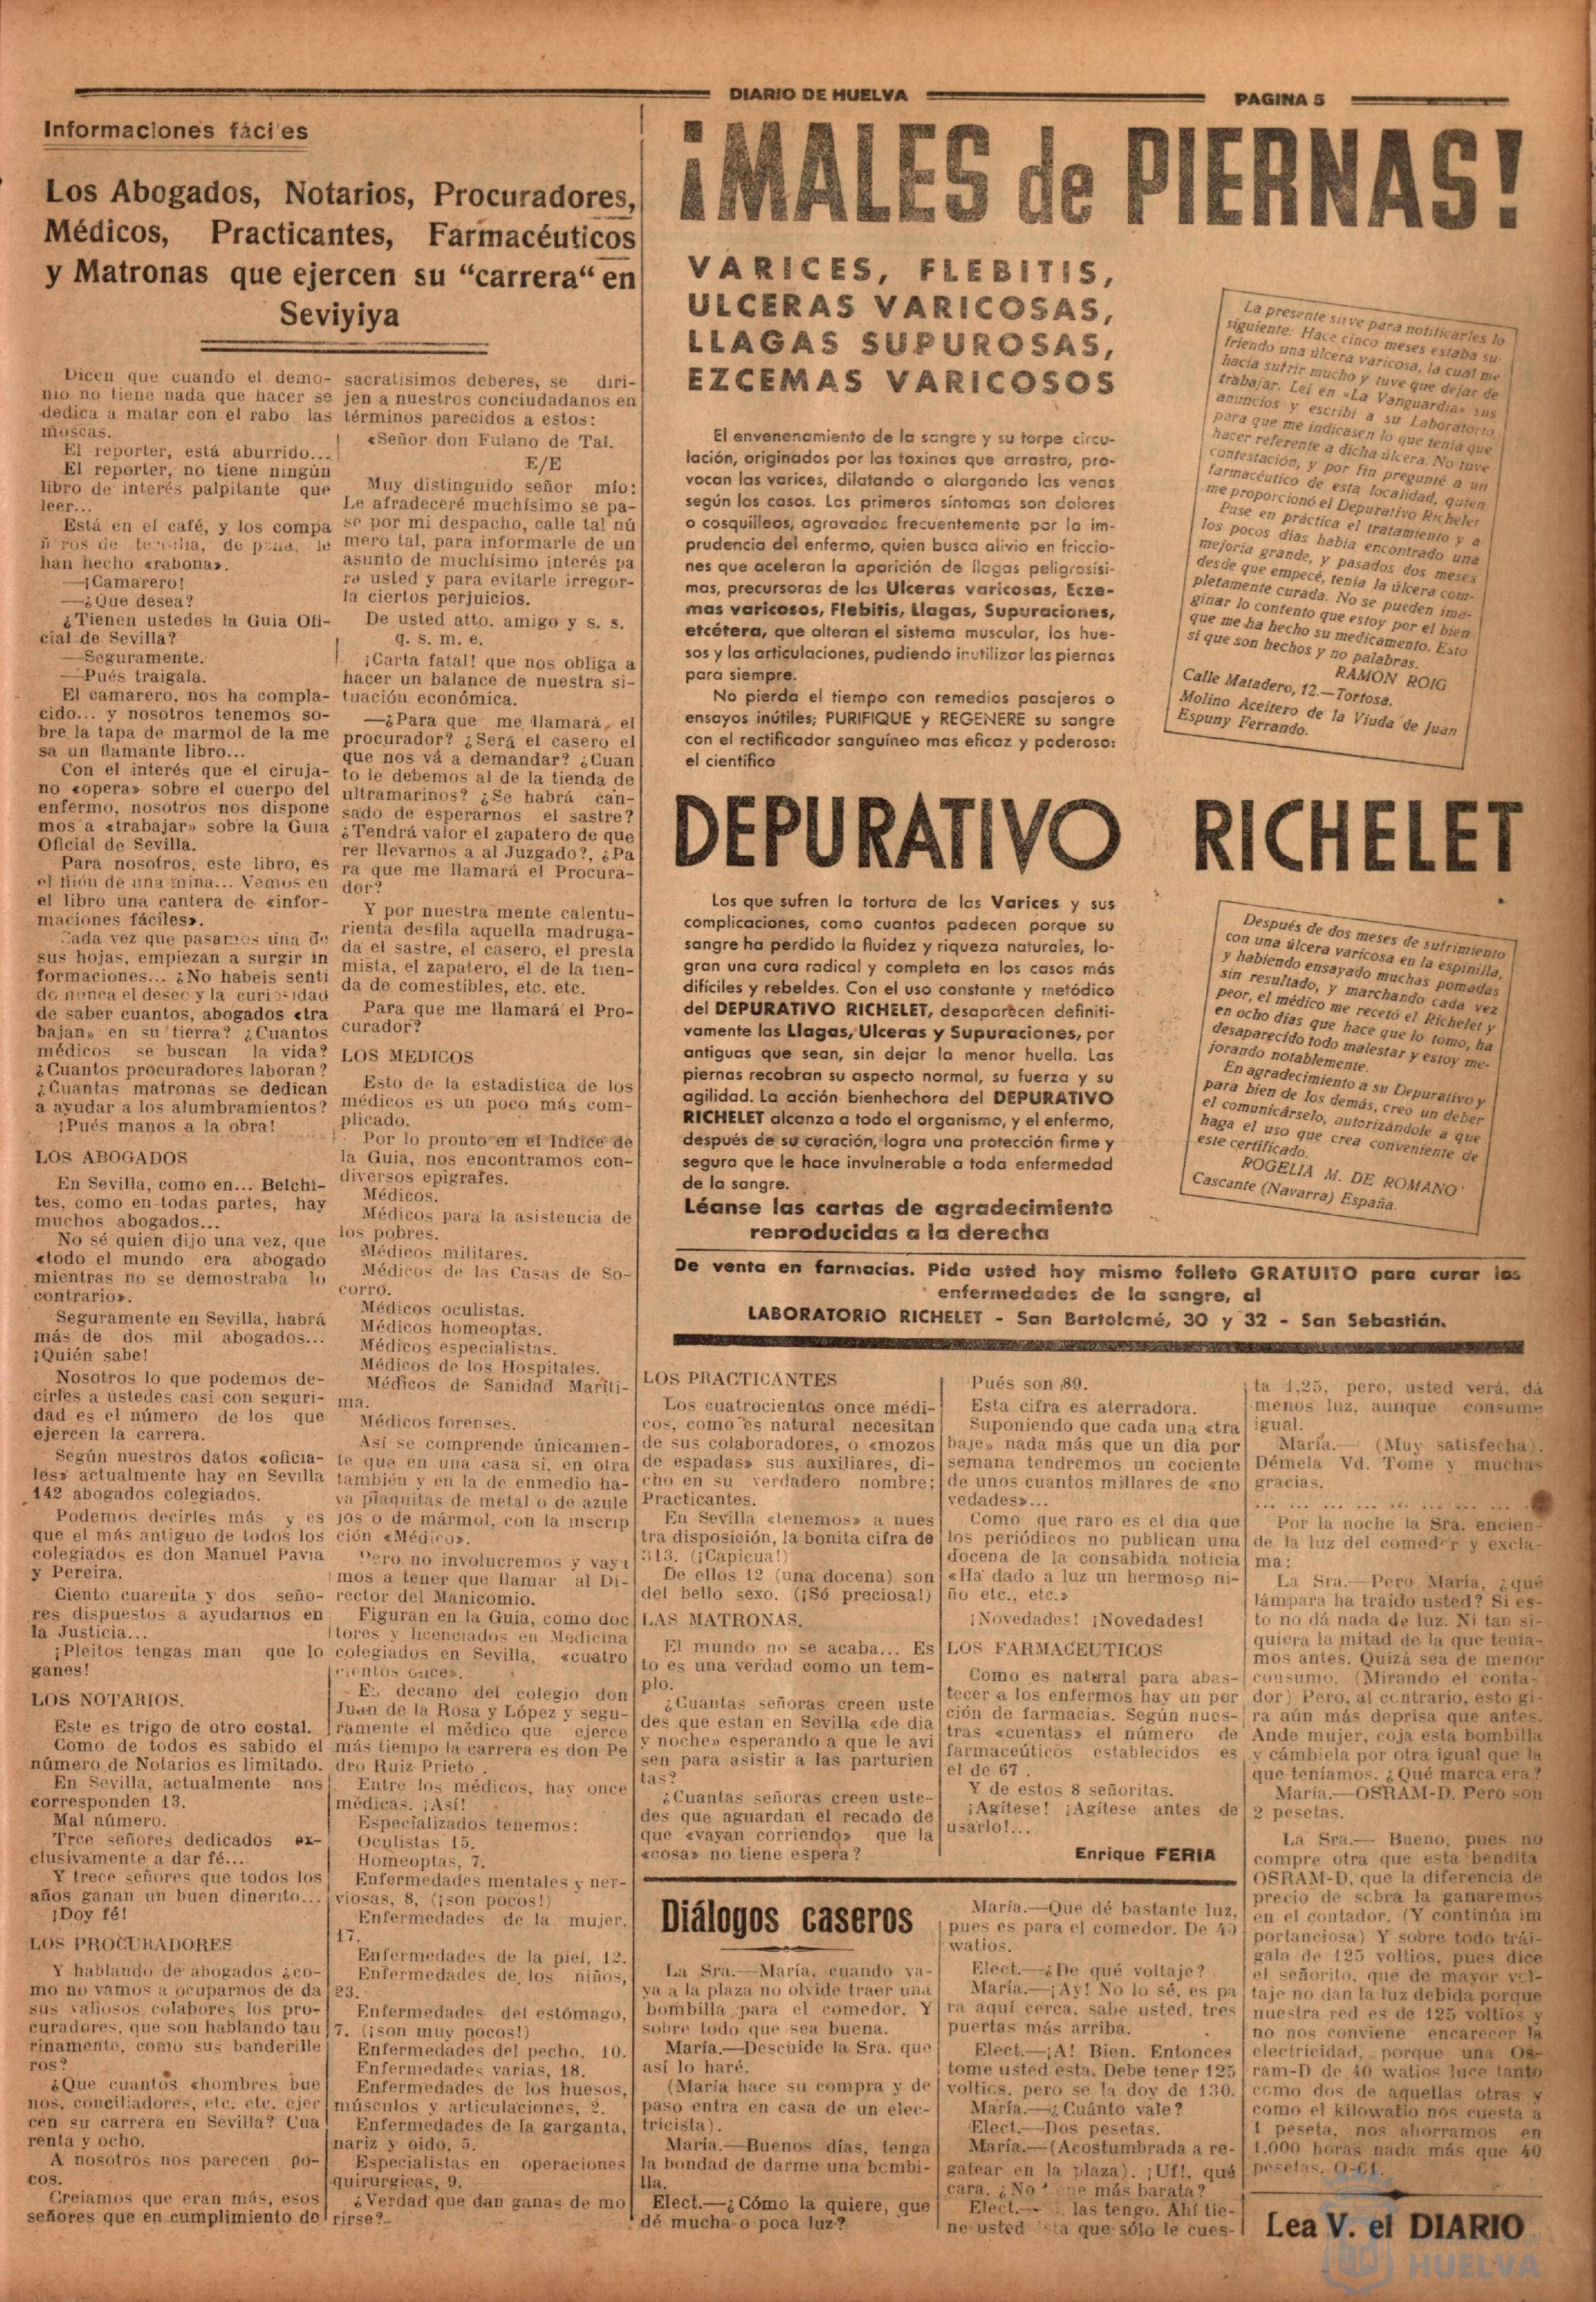 DIARIO DE HUELVA
PAGINA 5
Informaciones fáciles
Los Abogados, Notarios, Procuradores,
Médicos, Practicantes, Farmacéuticos
y Matronas que ejercen su "carrera" en
Seviyiya
Dicen que cuando el demo-
nio no tiene nada que hacer se
dedica a matar con el rabo las
moscas.
El reporter, está aburrido...
El reporter, no tiene ningún
libro de interés palpitante que
leer...
Está en el café, y los compa
ñeros de tertulia, de peña, le
han hecho «rabona».
—¡Camarero!
—¿Que desea?
¿Tienen ustedes la Guia Ofi-
cial de Sevilla?
—Seguramente.
—Pués traigala.
El camarero, nos ha compla-
cido... y nosotros tenemos so-
bre la tapa de marmol de la me
sa un flamante libro...
Con el interés que el ciruja-
no «opera» sobre el cuerpo del
enfermo, nosotros nos dispone
mos a «trabajar» sobre la Guia
Oficial de Sevilla.
Para nosotros, este libro, es
el filón de una mina... Vemos en
el libro una cantera de «infor-
maciones fáciles».
Cada vez que pasamos una de
sus hojas, empiezan a surgir in
formaciones... ¿No habeis senti
do nunca el deseo y la curiosidad
de saber cuantos, abogados «tra
bajan» en su tierra? ¿Cuantos
médicos se buscan la vida?
¿Cuantos procuradores laboran?
¿Cuantas matronas se dedican
a ayudar a los alumbramientos?
¡Pués manos a la obra!
LOS ABOGADOS
En Sevilla, como en... Belchi-
tes, como en todas partes, hay
muchos abogados...
No sé quien dijo una vez, que
«todo el mundo era abogado
mientras no se demostraba lo
contrario».
Seguramente en Sevilla, habrá
más de dos mil abogados...
¡Quién sabe!
Nosotros lo que podemos de-
cirles a ustedes casi con seguri-
dad es el número de los que
ejercen la carrera.
Según nuestros datos «oficia-
les» actualmente hay en Sevilla
142 abogados colegiados.
Podemos decirles más y es
que el más antiguo de todos los
colegiados es don Manuel Pavia
y Pereira.
Ciento cuarenta y dos seño-
res dispuestos a ayudarnos en
la Justicia...
¡Pleitos tengas man que lo
ganes!
LOS NOTARIOS.
Este es trigo de otro costal.
Como de todos es sabido el
número de Notarios es limitado.
En Sevilla, actualmente nos
corresponden 13.
Mal número.
Trce señores dedicados ex-
clusivamente a dar fé...
Y trece señores que todos los
años ganan un buen dinerito...
¡Doy fé!
LOS PROCURADORES
Y hablando de abogados ¿co-
mo no vamos a ocuparnos de da
sus valiosos colabores los pro-
curadores, que son hablando tau
rinamente, como sus banderille
ros?
¿Que cuantos «hombres bue
nos, conciliadores, etc. etc. ejer
cen su carrera en Sevilla? Cua
renta y ocho.
A nosotros nos parecen po-
cos.
Creiamos que eran más, esos
señores que en cumplimiento de
sacratisimos deberes, se diri-
jen a nuestros conciudadanos en
términos parecidos a estos:
«Señor don Fulano de Tal.
E/E
Muy distinguido señor mío:
Le afradeceré muchísimo se pa-
se por mi despacho, calle tal nú
mero tal, para informarle de un
asunto de muchísimo interés pa
ra usted y para evitarle irregor-
la ciertos perjuicios.
De usted atto. amigo y s. s.
q. s. m. e.
¡Carta fatal! que nos obliga a
hacer un balance de nuestra si-
tuación económica.
—¿Para que me llamará el
procurador? ¿Será el casero el
que nos vá a demandar? ¿Cuan
to le debemos al de la tienda de
ultramarinos? ¿Se habrá can-
sado de esperarnos el sastre?
¿Tendrá valor el zapatero de que
rer llevarnos a al Juzgado?, ¿Pa
ra que me llamará el Procura-
dor?
Y por nuestra mente calentu-
rienta desfila aquella madruga-
da el sastre, el casero, el presta
mista, el zapatero, el de la tien-
da de comestibles, etc. etc.
Para que me llamará el Pro-
curador?
LOS MEDICOS
Esto de la estadistica de los
médicos es un poco más com-
plicado.
Por lo pronto en el Indice de
la Guia, nos encontramos con-
diversos epigrafes.
Médicos.
Médicos para la asistencia de
los pobres.
Médicos militares.
Médicos de las Casas de So-
corro.
Médicos oculistas.
Médicos homeoptas.
Médicos especialistas.
Médicos de los Hospitales.
Médicos de Sanidad Maríti-
ma.
Médicos forenses.
Así se comprende únicamen-
te que en una casa si, en otra
también y en la de enmedio ha-
ya plaquitas de metal o de azule
jos o de mármol, con la inscrip
ción «Médico».
Pero no involucremos y vaya
mos a tener que llamar al Di-
rector del Manicomio.
Figuran en la Guia, como doc
tores y licenciados en Medicina
colegiados en Sevilla, «cuatro
cientos once».
Es decano del colegio don
Juan de la Rosa y López y segu-
ramente el médico que ejerce
más tiempo la carrera es don Pe
dro Ruiz Prieto .
Entre los médicos, hay once
médicas. ¡Así!
Especializados tenemos:
Oculistas 15.
Homeoptas, 7.
Enfermedades mentales y ner-
viosas, 8, (¡son pocos!)
Enfermedades de la mujer,
17.
Enfermedades de la piel, 12.
Enfermedades de los niños,
23.
Enfermedades del estómago,
7. (¡son muy pocos!)
Enfermedades del pecho, 10.
Enfermedades varias, 18.
Enfermedades de los huesos,
músculos y articulaciones, 2.
Enfermedades de la garganta,
nariz y oido, 5.
Especialistas en operaciones
quirurgicas, 9.
¿Verdad que dan ganas de mo
rirse?
¡MALES de PIERNAS!
VARICES, FLEBITIS,
ULCERAS VARICOSAS,
LLAGAS SUPUROSAS,
EZCEMAS VARICOSOS
El envenenamiento de la sangre y su torpe circu-
lación, originados por las toxinas que arrastra, pro-
vocan las varices, dilatando o alargando las venas
según los casos. Los primeros síntomas son dolores
o cosquilleos, agravados frecuentemente por la im-
prudencia del enfermo, quien busca alivio en friccio-
nes que aceleran la aparición de llagas peligrosísi-
mas, precursoras de las Ulceras varicosas, Ecze-
mas varicosos, Flebitis, Llagas, Supuraciones,
etcétera, que alteran el sistema muscular, los hue-
sos y las articulaciones, pudiendo inutilizar las piernas
para siempre.
No pierda el tiempo con remedios pasajeros o
ensayos inútiles; PURIFIQUE y REGENERE su sangre
con el rectificador sanguíneo mas eficaz y poderoso:
el científico
La presente sirve para notificarles lo
siguiente: Hace cinco meses estaba su-
friendo una úlcera varicosa, la cual me
hacía sufrir mucho y tuve que dejar de
trabajar. Leí en «La Vanguardia» sus
anuncios y escribí a su Laboratorio
para que me indicasen lo que tenía que
hacer referente a dicha úlcera. No tuve
contestación, y por fin pregunté a un
farmacéutico de esta localidad, quien
me proporcionó el Depurativo Richelet
Puse en práctica el tratamiento y a
los pocos días había encontrado una
mejoría grande, y pasados dos meses
desde que empecé, tenía la úlcera com-
pletamente curada. No se pueden ima-
ginar lo contento que estoy por el bien
que me ha hecho su medicamento. Esto
sí que son hechos y no palabras.
RAMON ROIG
Calle Matadero, 12.—Tortosa.
Molino Aceitero de la Viuda de Juan
Espuny Ferrando.
DEPURATIVO RICHELET
Los que sufren la tortura de las Varices y sus
complicaciones, como cuantos padecen porque su
sangre ha perdido la fluidez y riqueza naturales, lo-
gran una cura radical y completa en los casos más
difíciles y rebeldes. Con el uso constante y metódico
del DEPURATIVO RICHELET, desaparecen definiti-
vamente las Llagas, Ulceras y Supuraciones, por
antiguas que sean, sin dejar la menor huella. Las
piernas recobran su aspecto normal, su fuerza y su
agilidad. La acción bienhechora del DEPURATIVO
RICHELET alcanza a todo el organismo, y el enfermo,
después de su curación, logra una protección firme y
segura que le hace invulnerable a toda enfermedad
de la sangre.
Léanse las cartas de agradecimiento
reproducidas a la derecha
Después de dos meses de sufrimiento
con una úlcera varicosa en la espinilla,
y habiendo ensayado muchas pomadas
sin resultado, y marchando cada vez
peor, el médico me recetó el Richelet y
en ocho días que hace que lo tomo, ha
desaparecido todo malestar y estoy me-
jorando notablemente.
En agradecimiento a su Depurativo y
para bien de los demás, creo un deber
el comunicárselo, autorizándole a que
haga el uso que crea conveniente de
este certificado.
ROGELIA M. DE ROMANO
Cascante (Navarra) España.
De venta en farmacias. Pida usted hoy mismo folleto GRATUITO para curar las
enfermedades de la sangre, al
LABORATORIO RICHELET - San Bartolomé, 30 y 32 - San Sebastián.
LOS PRACTICANTES
Los cuatrocientos once médi-
cos, como es natural necesitan
de sus colaboradores, o «mozos
de espadas» sus auxiliares, di-
cho en su verdadero nombre;
Practicantes.
En Sevilla «tenemos» a nues
tra disposición, la bonita cifra de
313. (¡Capicua!)
De ellos 12 (una docena) son
del bello sexo. (¡Só preciosa!)
LAS MATRONAS.
El mundo no se acaba... Es
to es una verdad como un tem-
plo.
¿Cuantas señoras creen uste
des que estan en Sevilla «de dia
y noche» esperando a que le avi
sen para asistir a las parturien
tas?
¿Cuantas señoras creen uste-
des que aguardan el recado de
que «vayan corriendo» que la
«cosa» no tiene espera?
Pués son 89.
Esta cifra es aterradora.
Suponiendo que cada una «tra
baje» nada más que un dia por
semana tendremos un cociente
de unos cuantos millares de «no
vedades»...
Como que raro es el dia que
los periódicos no publican una
docena de la consabida noticia
«Ha dado a luz un hermoso ni-
ño etc., etc.»
¡Novedades! ¡Novedades!
LOS FARMACEUTICOS
Como es natural para abas-
tecer a los enfermos hay un por
ción de farmacias. Según nues-
tras «cuentas» el número de
farmaceúticos establecidos es
el de 67 .
Y de estos 8 señoritas.
¡Agítese! ¡Agítese antes de
usarlo!...
Enrique FERIA
Diálogos caseros
La Sra.—María, cuando va-
ya a la plaza no olvide traer una
bombilla para el comedor. Y
sobre todo que sea buena.
María.—Descuide la Sra. que
así lo haré.
(María hace su compra y de
paso entra en casa de un elec-
tricista).
María.—Buenos días, tenga
la bondad de darme una bombi-
lla.
Elect.—¿Cómo la quiere, que
dé mucha o poca luz?
María.—Que dé bastante luz,
pues es para el comedor. De 40
watios.
Elect.—¿De qué voltaje?
María.—¡Ay! No lo sé, es pa
ra aquí cerca, sabe usted, tres
puertas más arriba.
Elect.—¡A! Bien. Entonces
tome usted esta. Debe tener 125
voltios, pero se la doy de 130.
María.—¿Cuánto vale?
Elect.—Dos pesetas.
María.—(Acostumbrada a re-
gatear en la plaza). ¡Uf!, qué
cara. ¿No más barata?
Elect.— las tengo. Ahí tie-
ne usted que sólo le cues-
ta 1,25, pero, usted verá, dá
menos luz, aunque consume
igual.
María.— (Muy satisfecha).
Démela Vd. Tome y muchas
gracias.
... ... ... ... ... ... ... ... ...
Por la noche la Sra. encien-
de la luz del comedor y excla-
ma:
La Sra.—Pero María, ¿qué
lámpara ha traído usted? Si es-
to no dá nada de luz. Ni tan si-
quiera la mitad de la que tenía-
mos antes. Quizá sea de menor
consumo. (Mirando el conta-
dor) Pero, al contrario, esto gi-
ra aún más deprisa que antes.
Ande mujer, coja esta bombilla
y cámbiela por otra igual que la
que teníamos. ¿Qué marca era?
María.—OSRAM-D. Pero son
2 pesetas.
La Sra.— Bueno, pues no
compre otra que esta bendita
OSRAM-D, que la diferencia de
precio de sobra la ganaremos
en el contador. (Y continúa im
portanciosa) Y sobre todo trái-
gala de 125 voltios, pues dice
el señorito, que de mayor vol-
taje no dan la luz debida porque
nuestra red es de 125 voltios y
no nos conviene encarecer la
electricidad, porque una Os-
ram-D de 40 watios luce tanto
como dos de aquellas otras y
como el kilowatio nos cuesta a
1 peseta, nos ahorramos en
1.000 horas nada más que 40
pesetas. O-61.
Lea V. el DIARIO
HUELVA